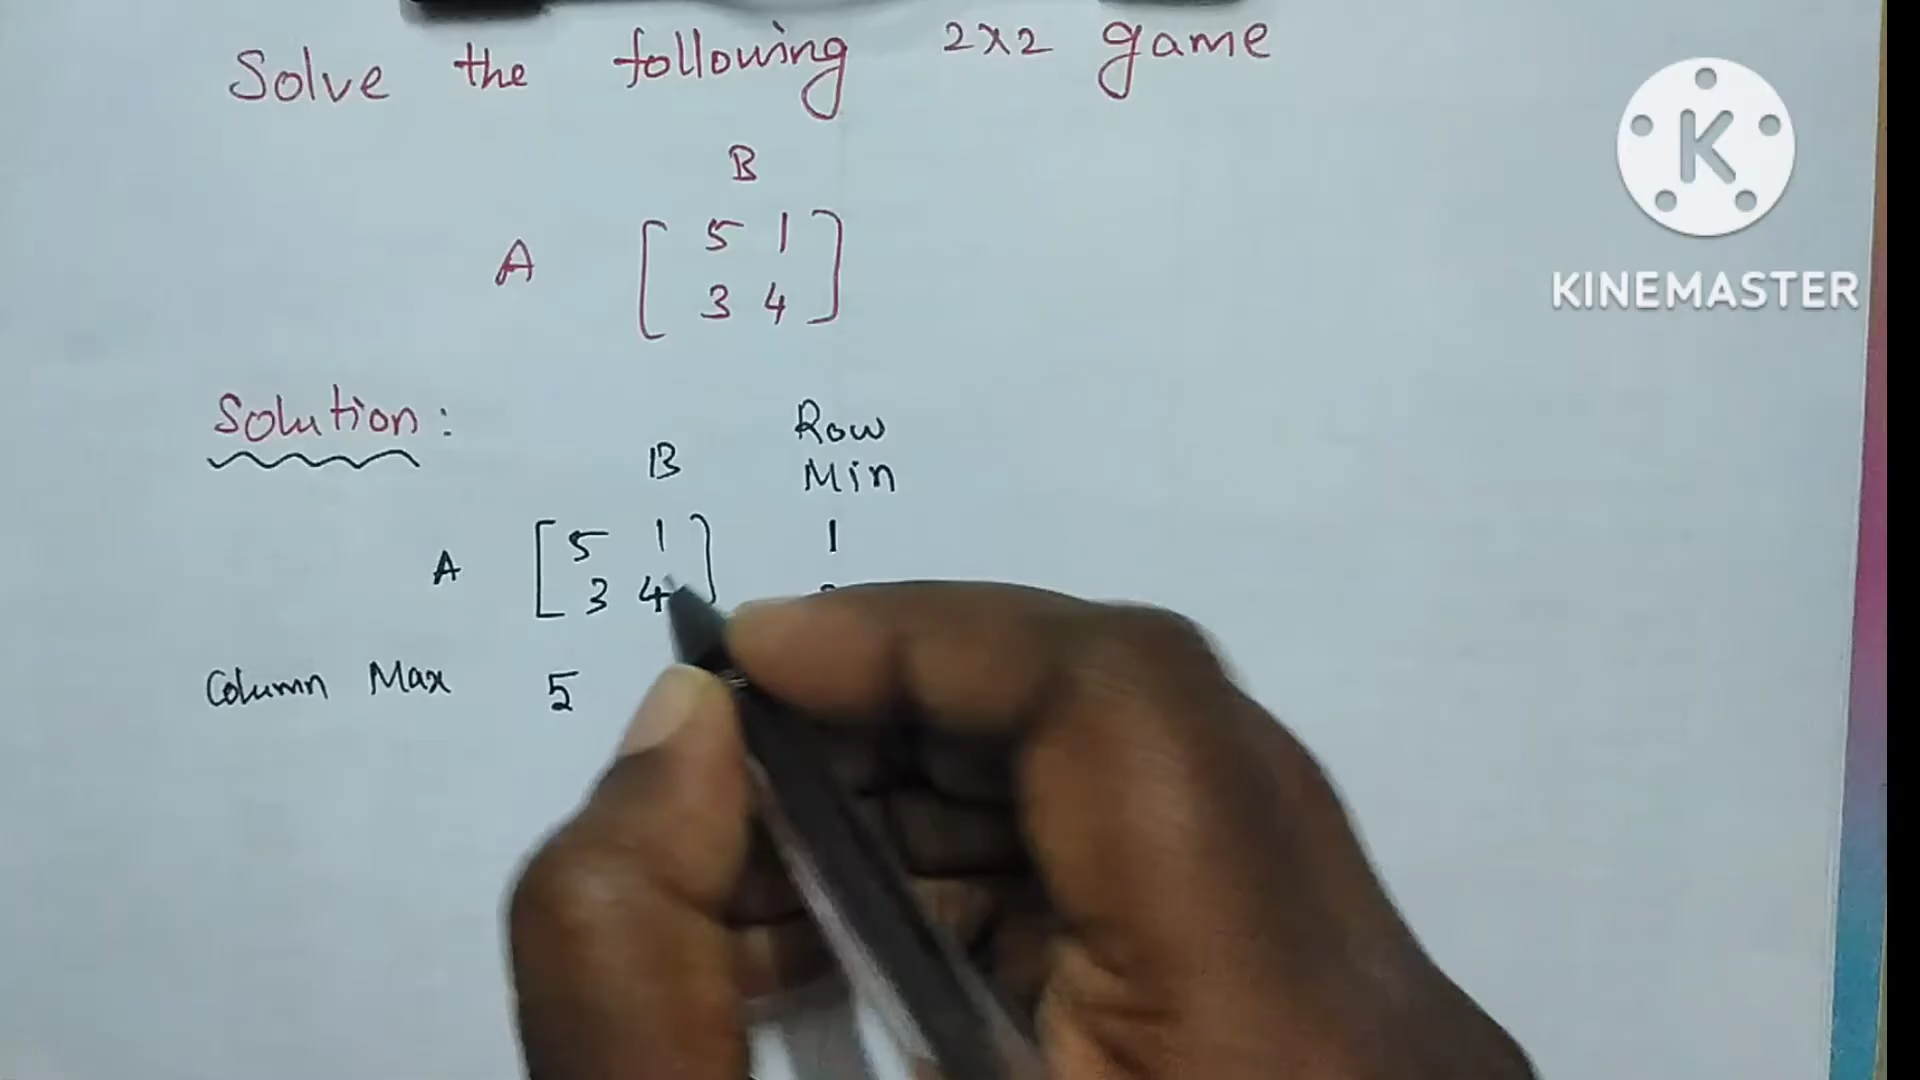 Solve the following 2x2 game
B
A [ 5 1
3 4 ]
KINEMASTER
Solution :
Row
Min
B
A [ 5 1 ] 1
3 4
Column Max 5